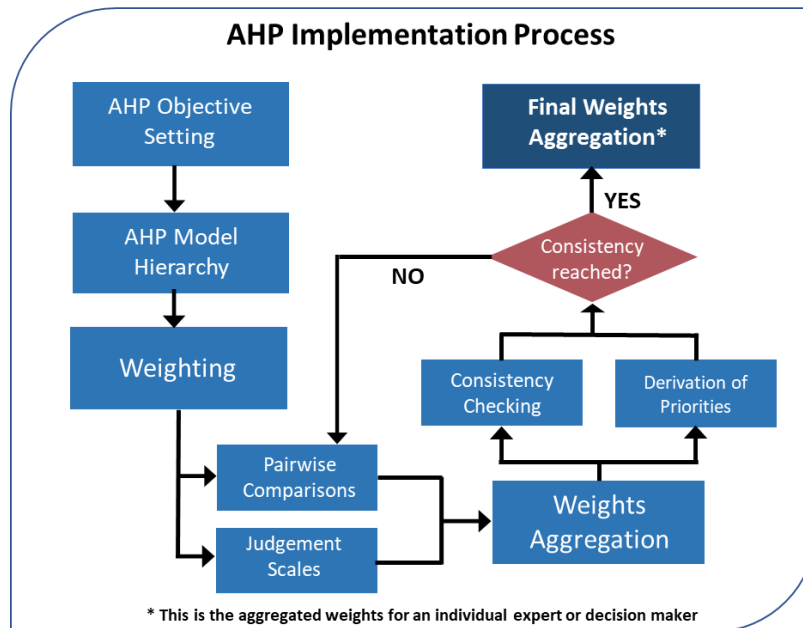 AHP Implementation Process
AHP Objective
Setting
AHP Model
Hierarchy
Weighting
Pairwise
Comparisons
Judgement
Scales
Weights
Aggregation
Consistency
Checking
Derivation of
Priorities
Consistency
reached?
NO
YES
Final Weights
Aggregation*
* This is the aggregated weights for an individual expert or decision maker